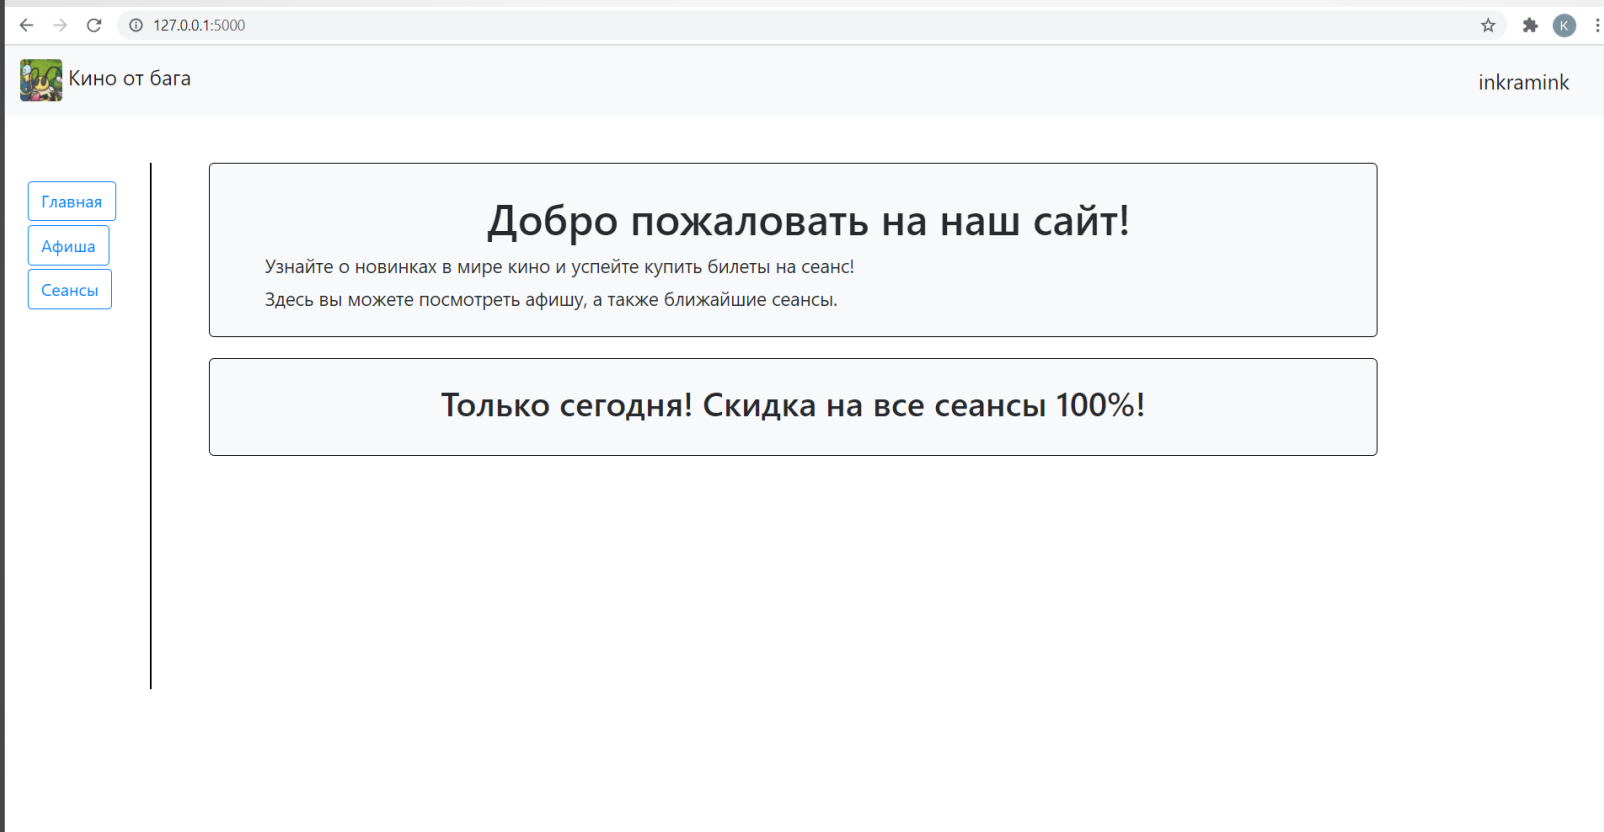 127.0.0.1:5000
K
Кино от бага
inkramink
Главная
Афиша
Сеансы
Добро пожаловать на наш сайт!
Узнайте о новинках в мире кино и успейте купить билеты на сеанс!
Здесь вы можете посмотреть афишу, а также ближайшие сеансы.
Только сегодня! Скидка на все сеансы 100%!